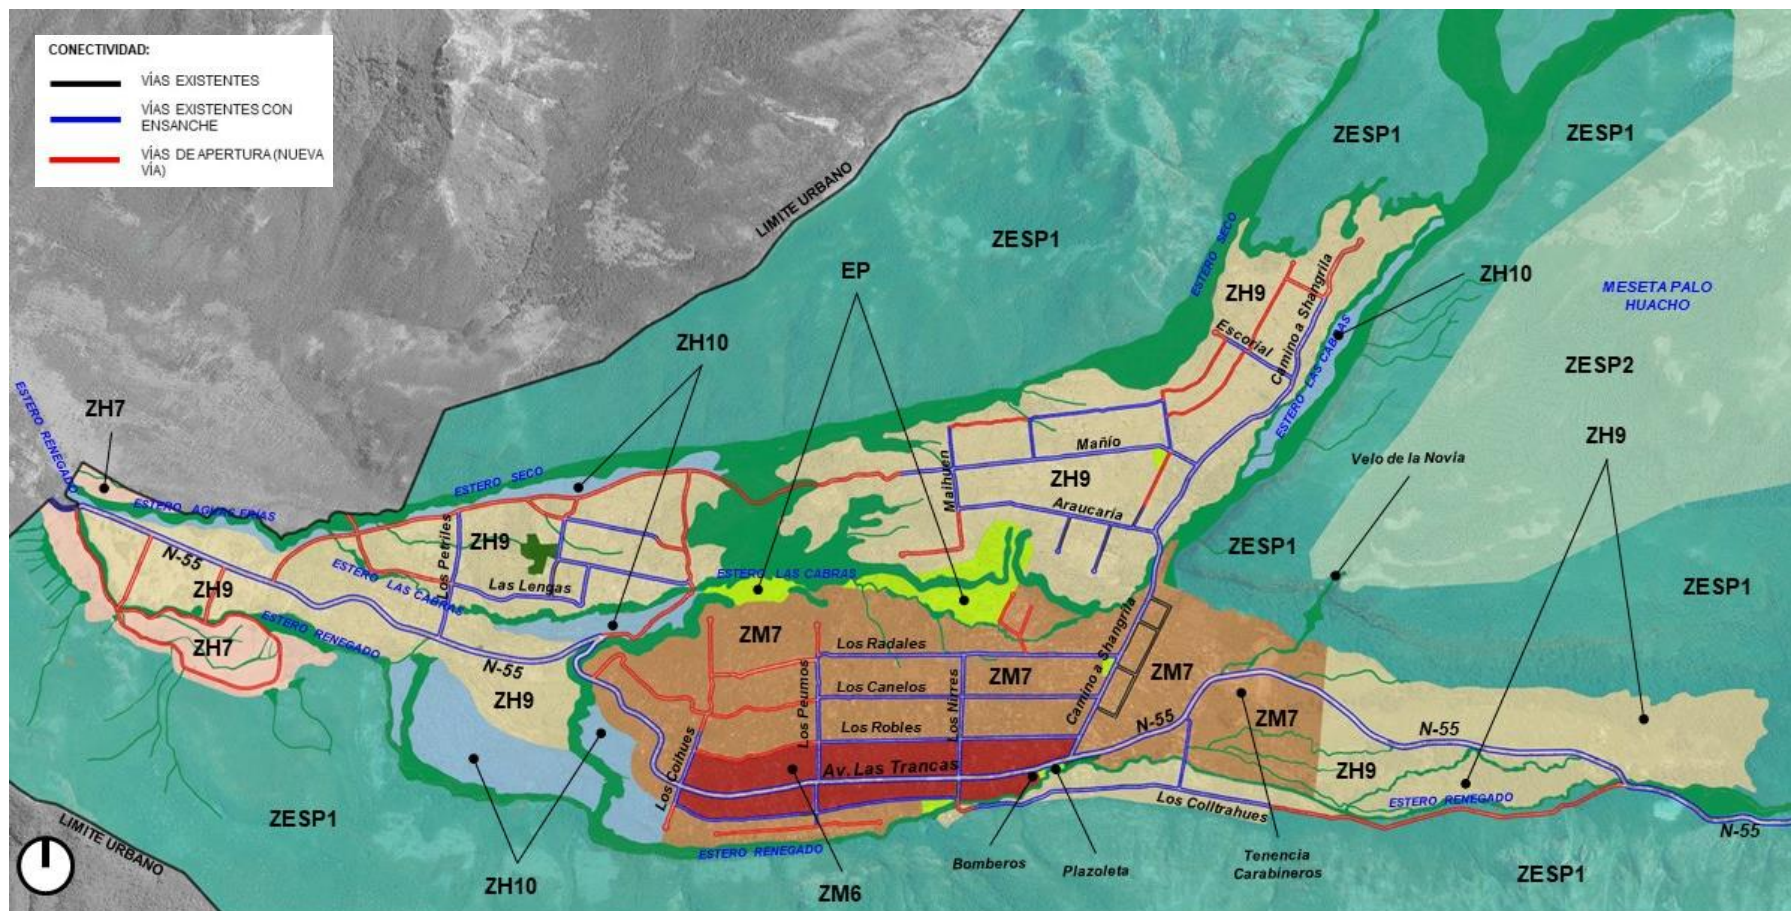 CONECTIVIDAD:
VÍAS EXISTENTES
VÍAS EXISTENTES CON
ENSANCHE
VÍAS DE APERTURA (NUEVA
VÍA)
LIMITE URBANO
ZESP1
ZESP1
ZESP1
ESTERO SECO
EP
ZH10
ZH9
Camino a Shangrila
MESETA PALO
HUACHO
Escorial
ESTERO LAS CABRAS
ZH10
ZESP2
ZH7
ESTERO RENEGADO
ZH9
Mañío
Velo de la Novia
Maihuen
ZH9
ESTERO SECO
ESTERO AGUAS FRÍAS
Araucaría
Los Petriles
ZH9
N-55
ZESP1
ESTERO LAS CABRAS
ESTERO LAS CABRAS
ZH9
Las Lengas
ZESP1
ESTERO RENEGADO
ZH7
ZM7
Los Radales
Camino a Shangrila
N-55
ZM7
ZM7
Los Canelos
Los Peumos
Los Nirres
ZH9
Los Robles
N-55
ZM7
N-55
Los Coihues
Av. Las Trancas
ZH9
Los Colltrahues
ESTERO RENEGADO
ZESP1
N-55
LIMITE URBANO
ESTERO RENEGADO
Bomberos
Plazoleta
Tenencia
Carabineros
ZESP1
ZH10
ZM6